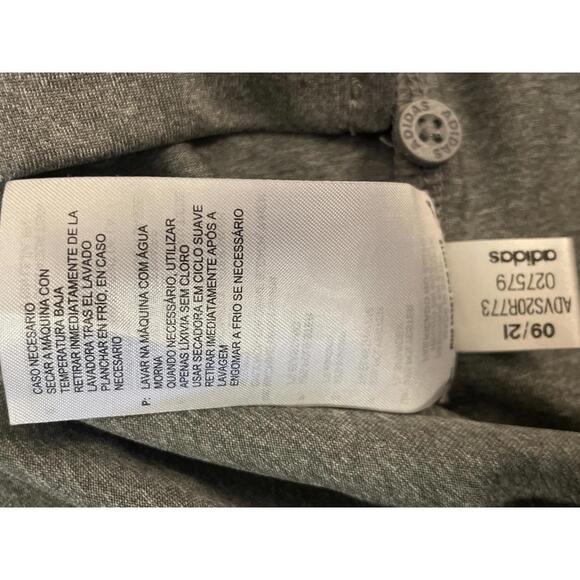 CASO NECESARIO
SECAR A MÁQUINA CON
TEMPERATURA BAJA
RETIRAR IMMEDIATAMENTE DE LA
LAVADORA TRAS EL LAVADO
PLANCHAR EN FRÍO, EN CASO
NECESARIO
P: LAVAR NA MÁQUINA COM ÁGUA
MORNA
QUANDO NECESSÁRIO, UTILIZAR
APENAS LIXÍVIA SEM CLORO
USAR SECADORA EM CICLO SUAVE
RETIRAR IMEDIATAMENTE APÓS A
LAVAGEM
ENGOMAR A FRIO SE NECESSÁRIO
adidas
027579
ADVS20R773
09/21
ADIDAS ADIDAS